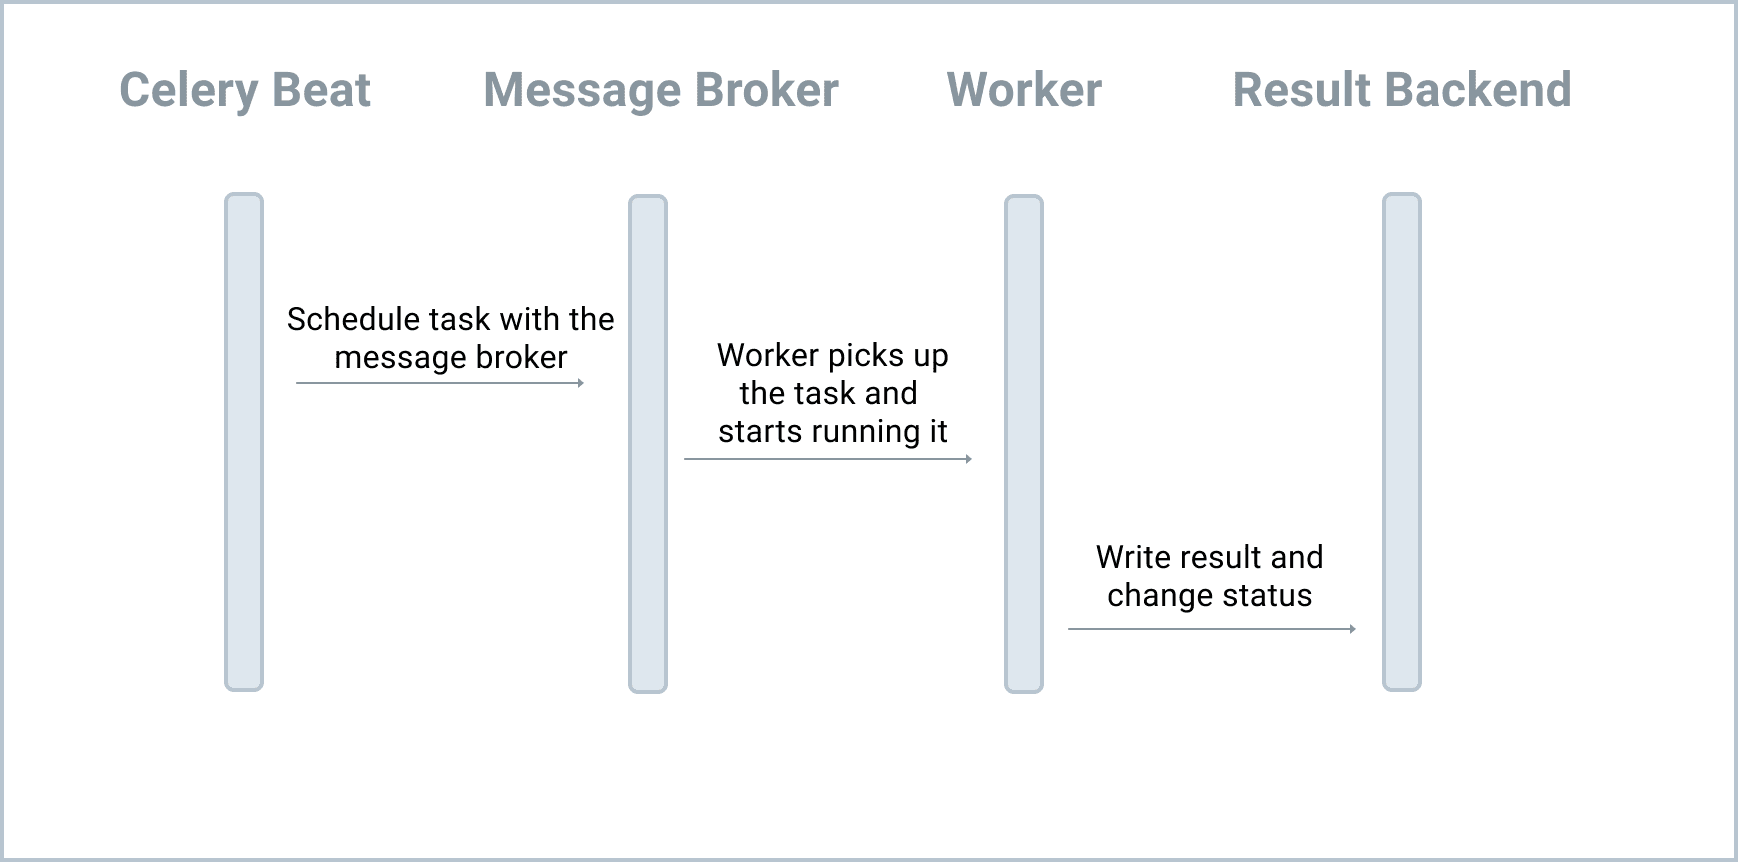 Celery Beat
Message Broker
Worker
Result Backend
Schedule task with the
message broker
Worker picks up
the task and
starts running it
Write result and
change status